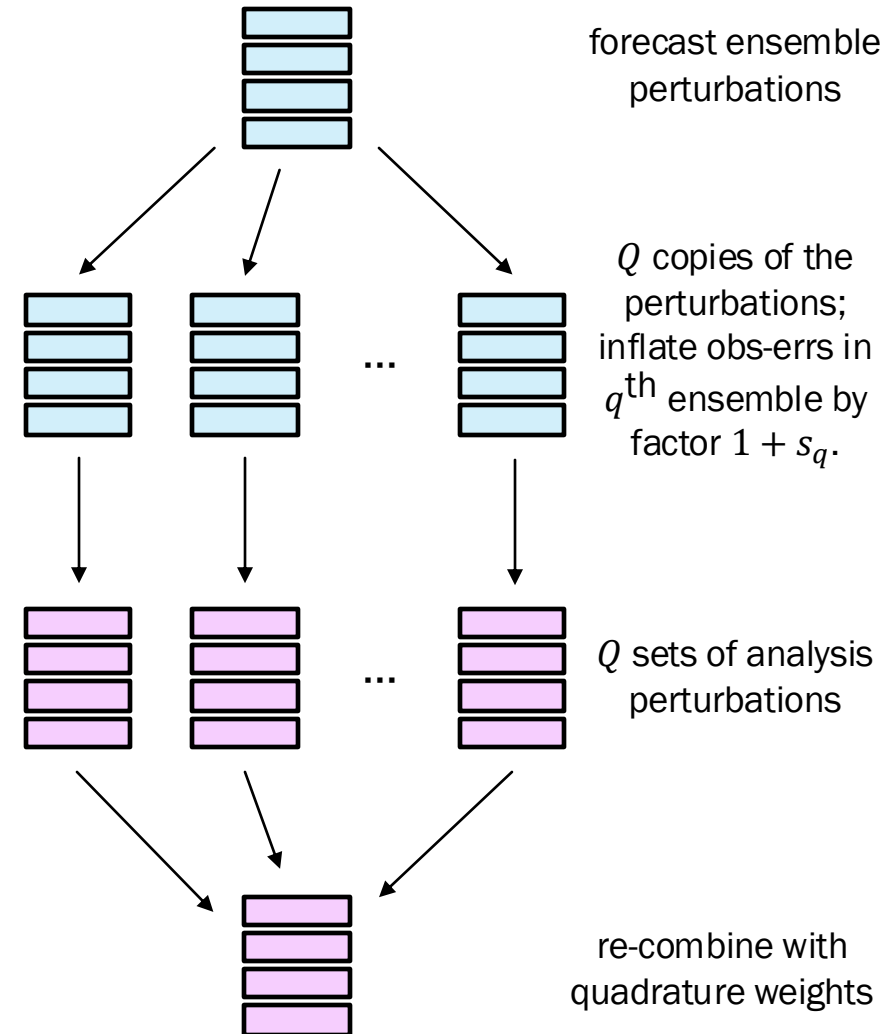 forecast ensemble
perturbations
Q copies of the
perturbations;
inflate obs-errs in
qᵗʰ ensemble by
factor 1 + s_q.
...
Q sets of analysis
perturbations
...
re-combine with
quadrature weights